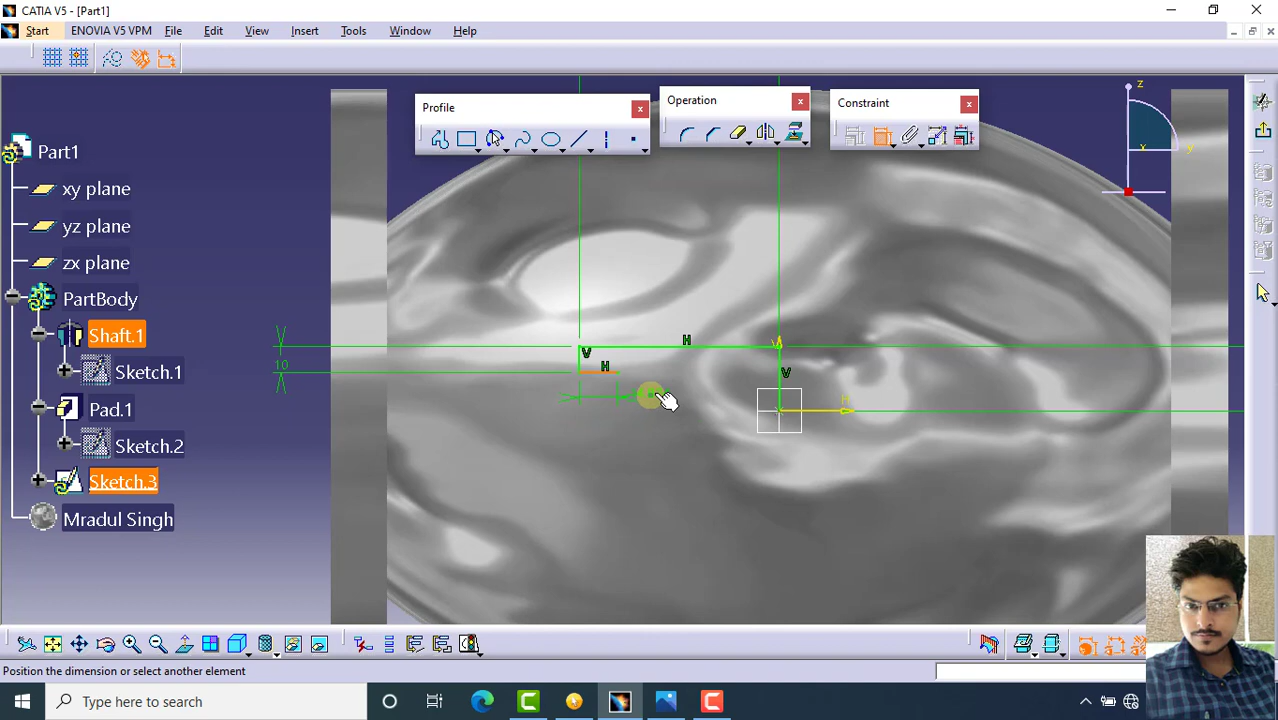 CATIA V5 - [Part1]
Start ENOVIA V5 VPM File Edit View Insert Tools Window Help
Profile
Operation
Constraint
z
x y
Part1
xy plane
yz plane
zx plane
PartBody
Shaft.1
Sketch.1
Pad.1
Sketch.2
Sketch.3
Mradul Singh
H
V
V
H
V
10
H
Position the dimension or select another element
Type here to search